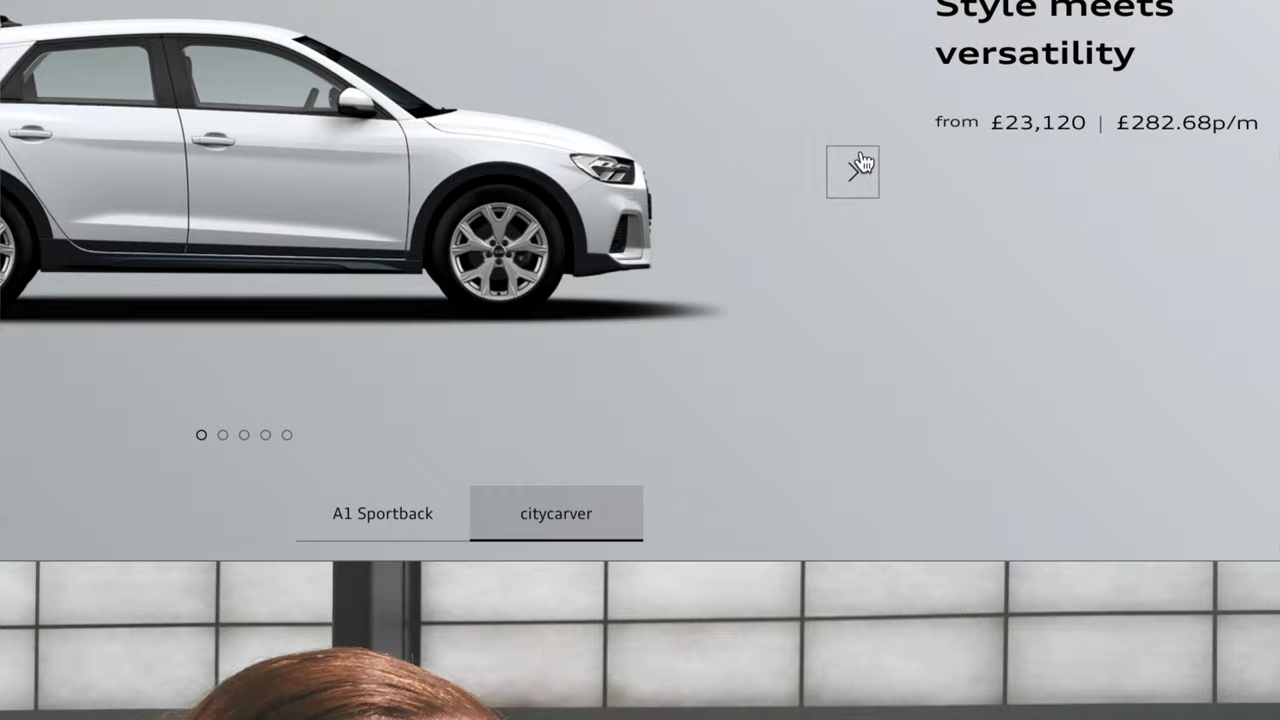 Style meets
versatility
from £23,120 | £282.68p/m
A1 Sportback
citycarver